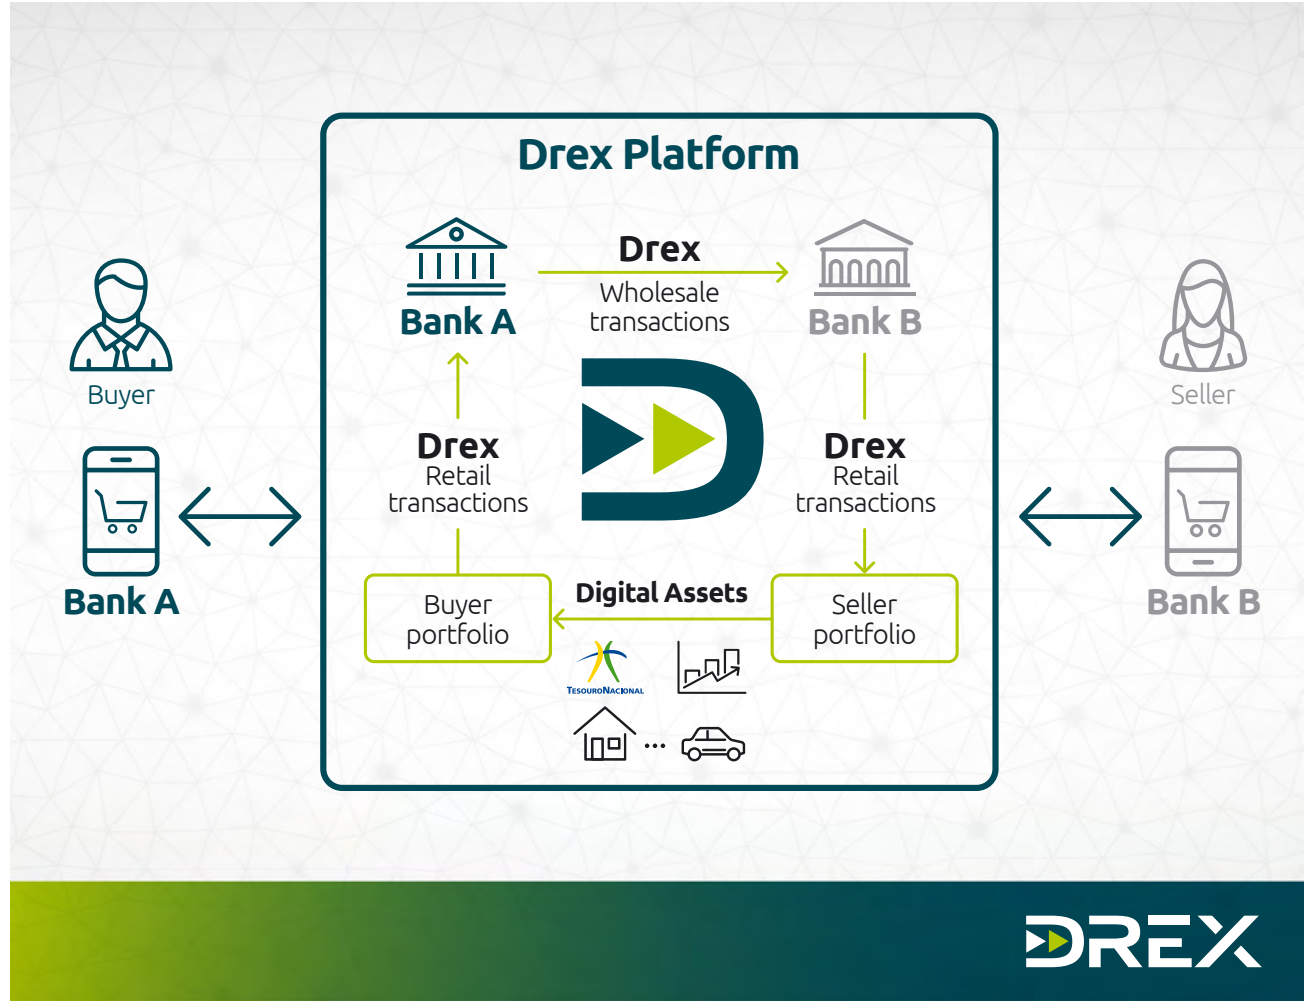 Drex Platform
Drex
Wholesale
transactions
Bank A
Bank B
Buyer
Seller
Drex
Retail
transactions
Drex
Retail
transactions
Bank A
Bank B
Digital Assets
Buyer
portfolio
Seller
portfolio
TESOURONACIONAL
...
DREX